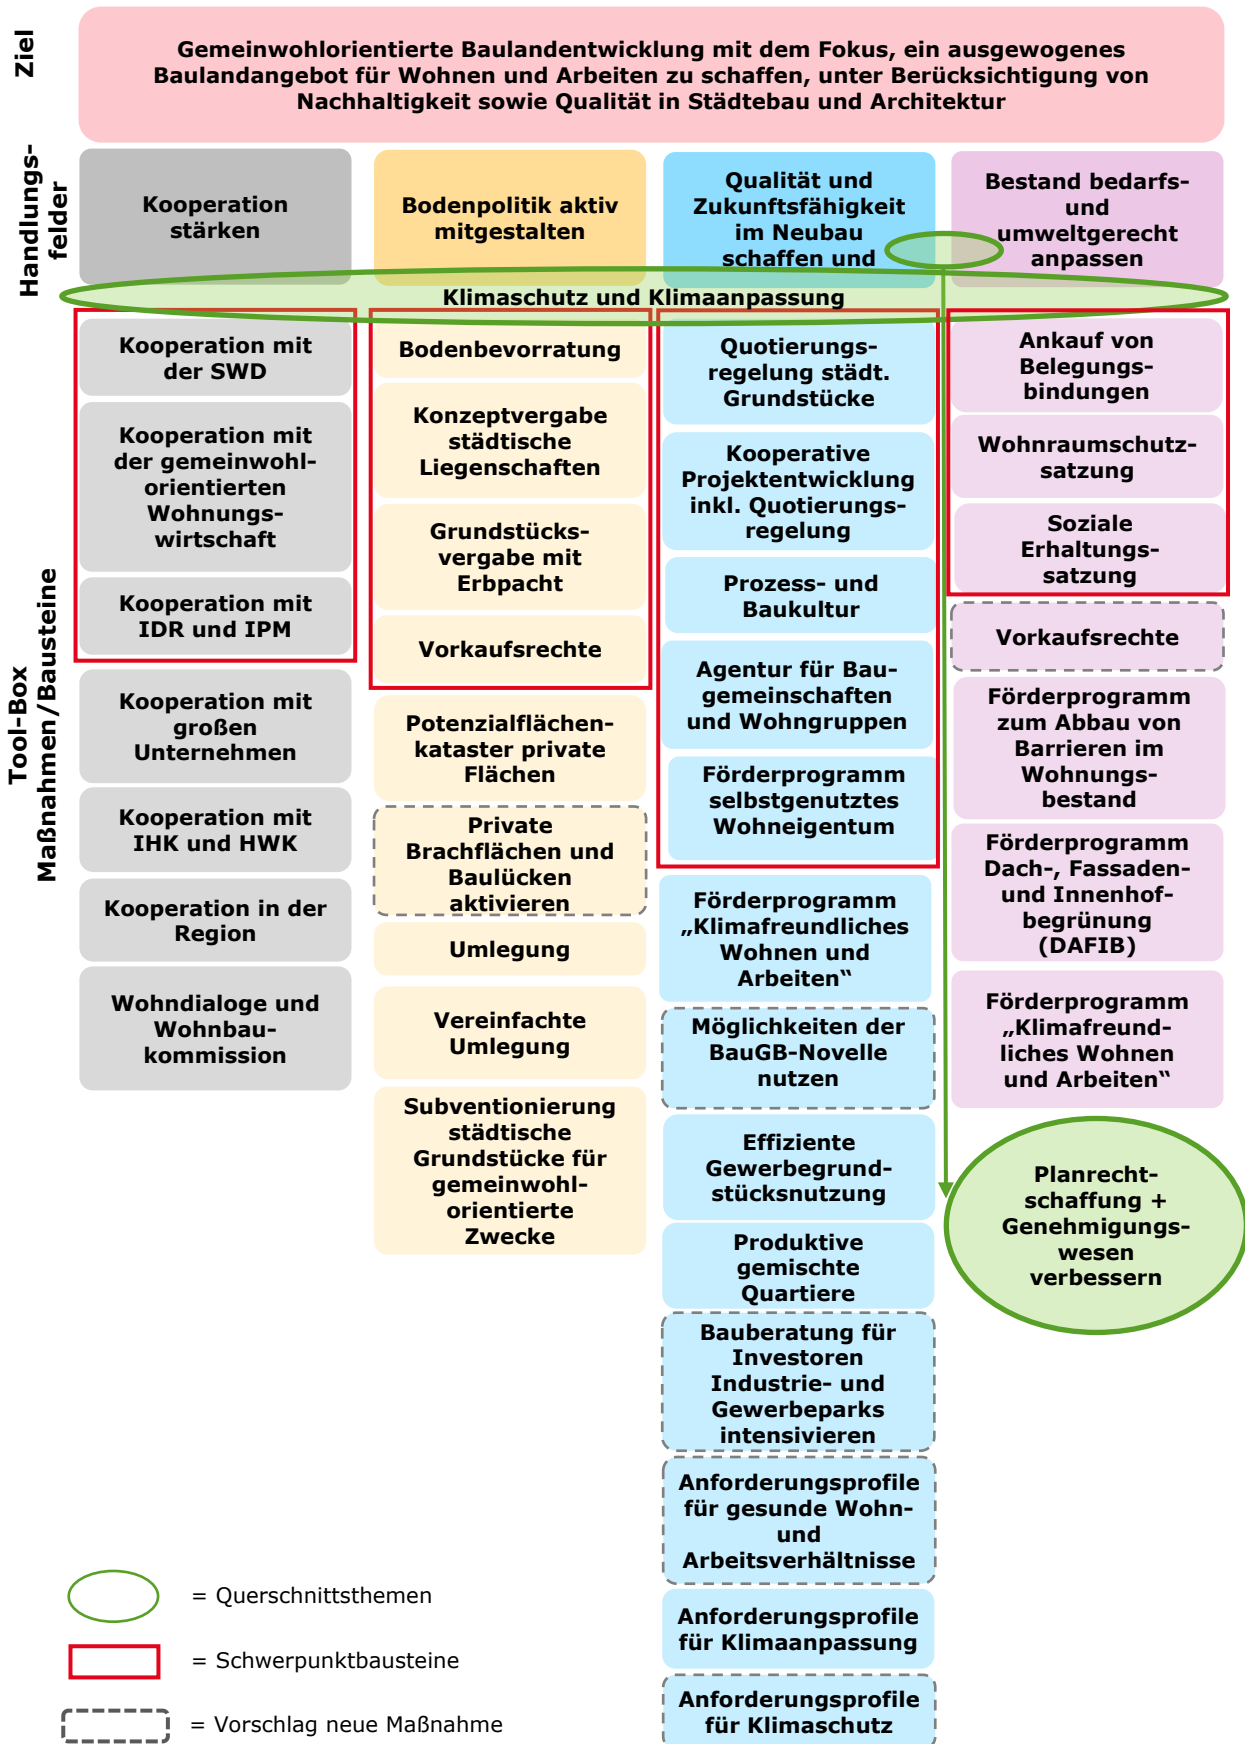 Ziel
Gemeinwohlorientierte Baulandentwicklung mit dem Fokus, ein ausgewogenes
Baulandangebot für Wohnen und Arbeiten zu schaffen, unter Berücksichtigung von
Nachhaltigkeit sowie Qualität in Städtebau und Architektur
Handlungs-
felder
Kooperation
stärken
Bodenpolitik aktiv
mitgestalten
Qualität und
Zukunftsfähigkeit
im Neubau
schaffen und
Bestand bedarfs-
und
umweltgerecht
anpassen
Klimaschutz und Klimaanpassung
Tool-Box
Maßnahmen/Bausteine
Kooperation mit
der SWD
Kooperation mit
der gemeinwohl-
orientierten
Wohnungs-
wirtschaft
Kooperation mit
IDR und IPM
Kooperation mit
großen
Unternehmen
Kooperation mit
IHK und HWK
Kooperation in der
Region
Wohndialoge und
Wohnbau-
kommission
Bodenbevorratung
Konzeptvergabe
städtische
Liegenschaften
Grundstücks-
vergabe mit
Erbpacht
Vorkaufsrechte
Potenzialflächen-
kataster private
Flächen
Private
Brachflächen und
Baulücken
aktivieren
Umlegung
Vereinfachte
Umlegung
Subventionierung
städtische
Grundstücke für
gemeinwohl-
orientierte
Zwecke
Quotierungs-
regelung städt.
Grundstücke
Kooperative
Projektentwicklung
inkl. Quotierungs-
regelung
Prozess- und
Baukultur
Agentur für Bau-
gemeinschaften
und Wohngruppen
Förderprogramm
selbstgenutztes
Wohneigentum
Förderprogramm
„Klimafreundliches
Wohnen und
Arbeiten“
Möglichkeiten der
BauGB-Novelle
nutzen
Effiziente
Gewerbegrund-
stücksnutzung
Produktive
gemischte
Quartiere
Bauberatung für
Investoren
Industrie- und
Gewerbeparks
intensivieren
Anforderungsprofile
für gesunde Wohn-
und
Arbeitsverhältnisse
Anforderungsprofile
für Klimaanpassung
Anforderungsprofile
für Klimaschutz
Ankauf von
Belegungs-
bindungen
Wohnraumschutz-
satzung
Soziale
Erhaltungs-
satzung
Vorkaufsrechte
Förderprogramm
zum Abbau von
Barrieren im
Wohnungs-
bestand
Förderprogramm
Dach-, Fassaden-
und Innenhof-
begrünung
(DAFIB)
Förderprogramm
„Klimafreund-
liches Wohnen
und Arbeiten“
Planrecht-
schaffung +
Genehmigungs-
wesen
verbessern
= Querschnittsthemen
= Schwerpunktbausteine
= Vorschlag neue Maßnahme